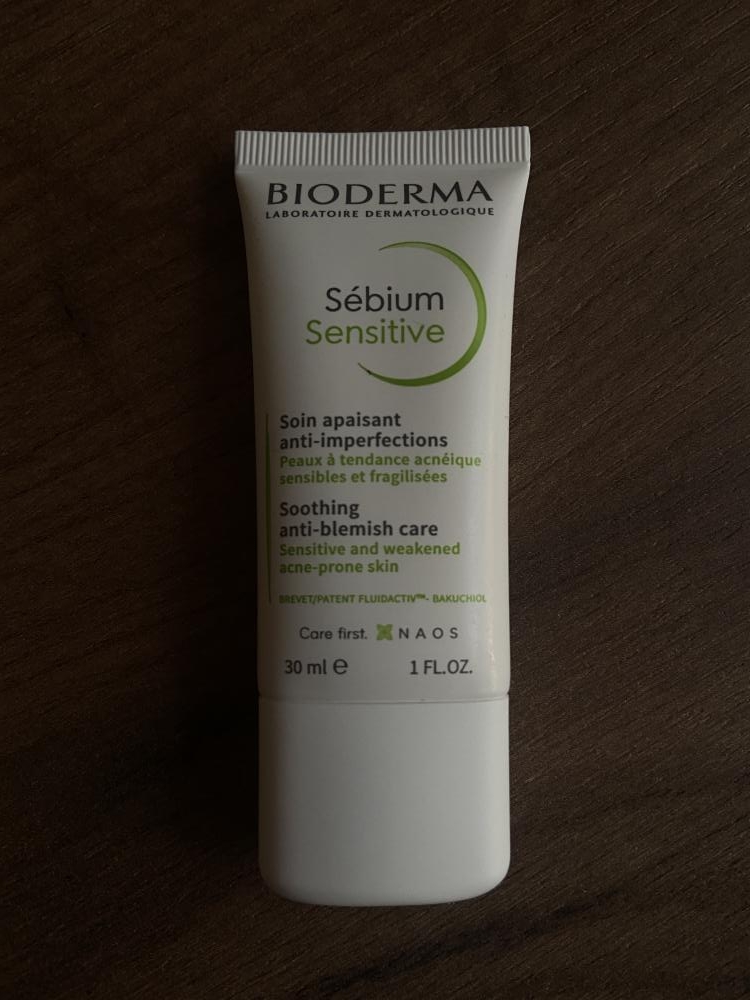 BIODERMA
LABORATOIRE DERMATOLOGIQUE
Sébium
Sensitive
Soin apaisant
anti-imperfections
Peaux à tendance acnéique
sensibles et fragilisées
Soothing
anti-blemish care
Sensitive and weakened
acne-prone skin
BREVET/PATENT FLUIDACTIV™- BAKUCHIOL
Care first. NAOS
30 ml ℮ 1 FL.OZ.